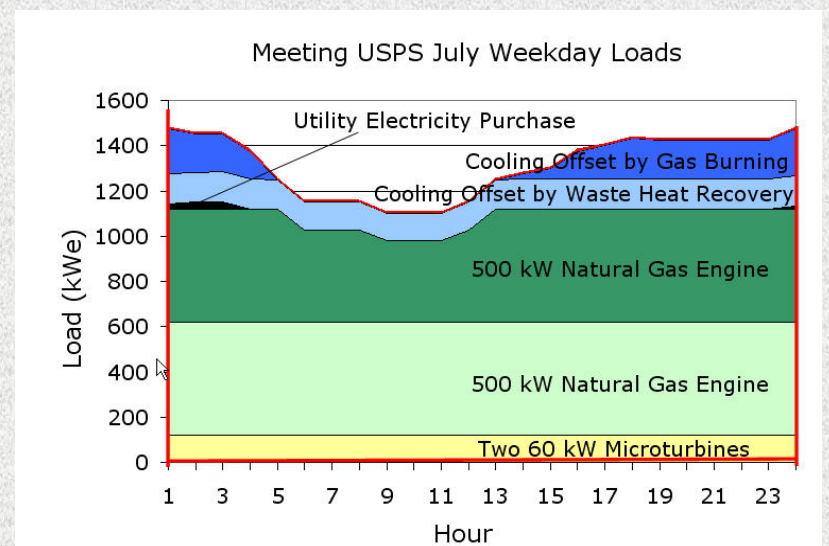 Meeting USPS July Weekday Loads
1600
1400
1200
1000
800
600
400
200
0
Load (kWe)
Utility Electricity Purchase
Cooling Offset by Gas Burning
Cooling Offset by Waste Heat Recovery
500 kW Natural Gas Engine
500 kW Natural Gas Engine
Two 60 kW Microturbines
1 3 5 7 9 11 13 15 17 19 21 23
Hour